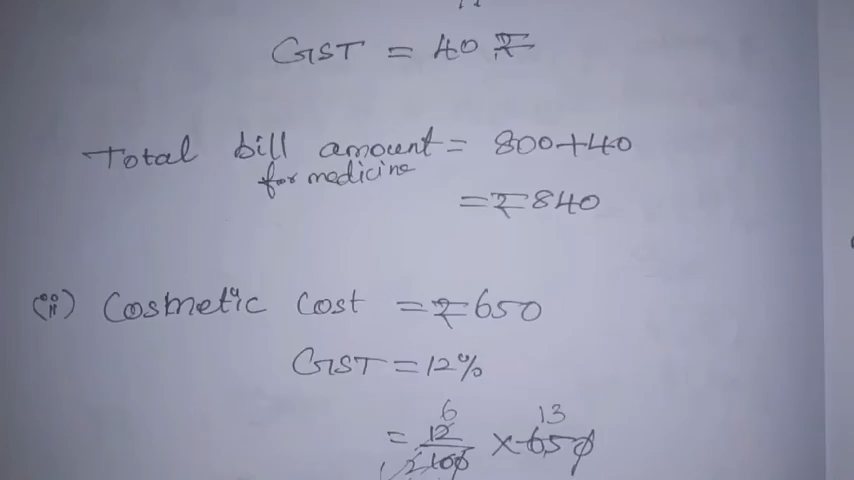 GST = 40 ₹
Total bill amount = 800+40
for medicine
= ₹ 840
(ii) Cosmetic Cost = ₹ 650
GST = 12%
6 13
= 12 × 650
100